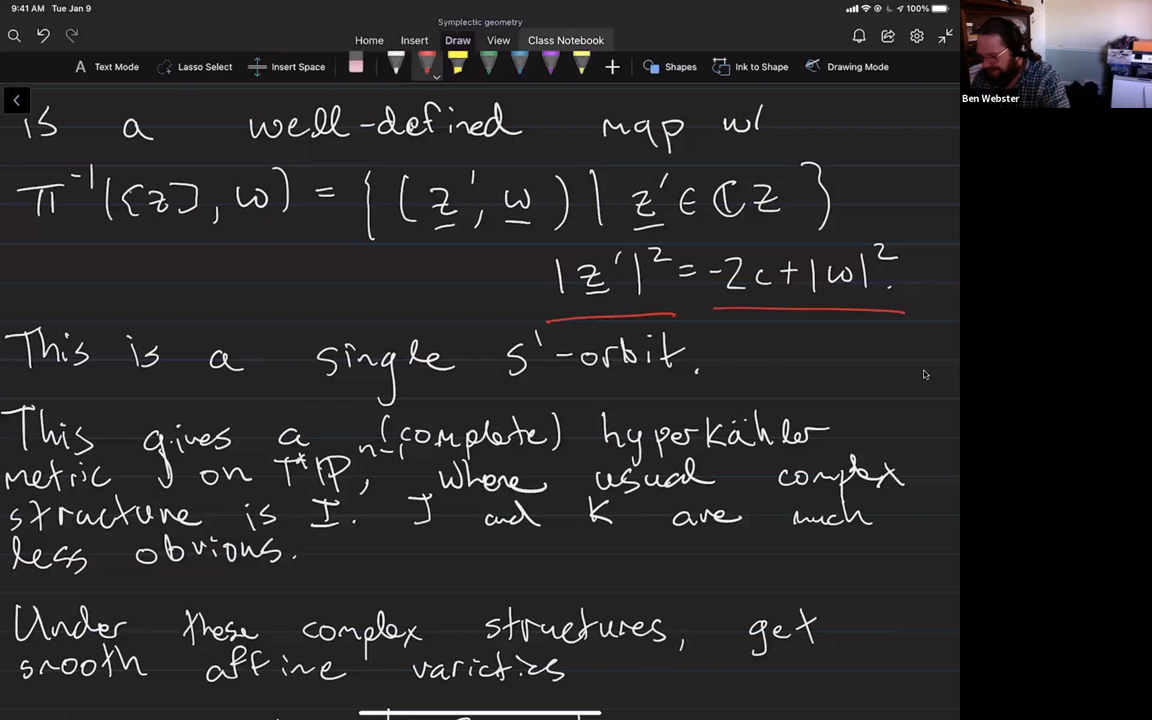 9:41 AM Tue Jan 9
100%
Symplectic geometry
Home Insert Draw View Class Notebook
Text Mode Lasso Select Insert Space Shapes Ink to Shape Drawing Mode
Ben Webster
is a well-defined map w/
π⁻¹([z], w) = { (z', w) | z' ∈ ℂz }
|z'|² = -2c + |w|².
This is a single S¹-orbit.
This gives a (complete) hyperkähler
metric on T*ℙⁿ⁻¹, where usual complex
structure is I. J and K are much
less obvious.
Under these complex structures, get
smooth affine varieties